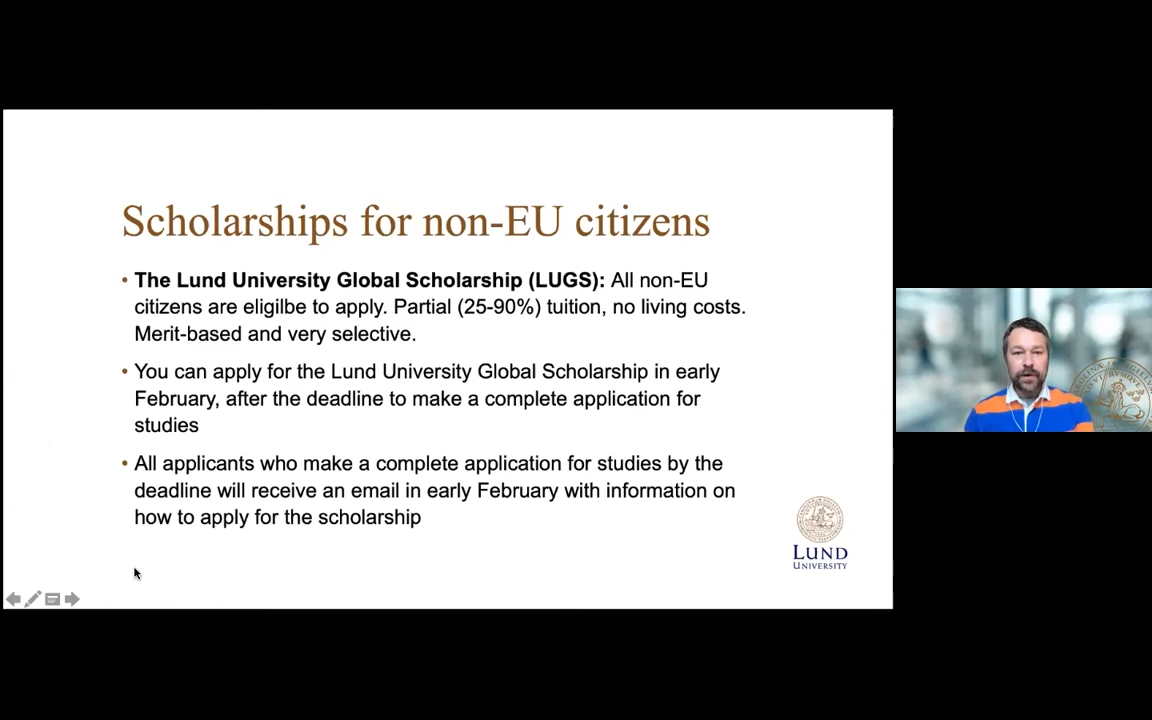 Scholarships for non-EU citizens
• The Lund University Global Scholarship (LUGS): All non-EU
citizens are eligilbe to apply. Partial (25-90%) tuition, no living costs.
Merit-based and very selective.
• You can apply for the Lund University Global Scholarship in early
February, after the deadline to make a complete application for
studies
• All applicants who make a complete application for studies by the
deadline will receive an email in early February with information on
how to apply for the scholarship
LUND
UNIVERSITY